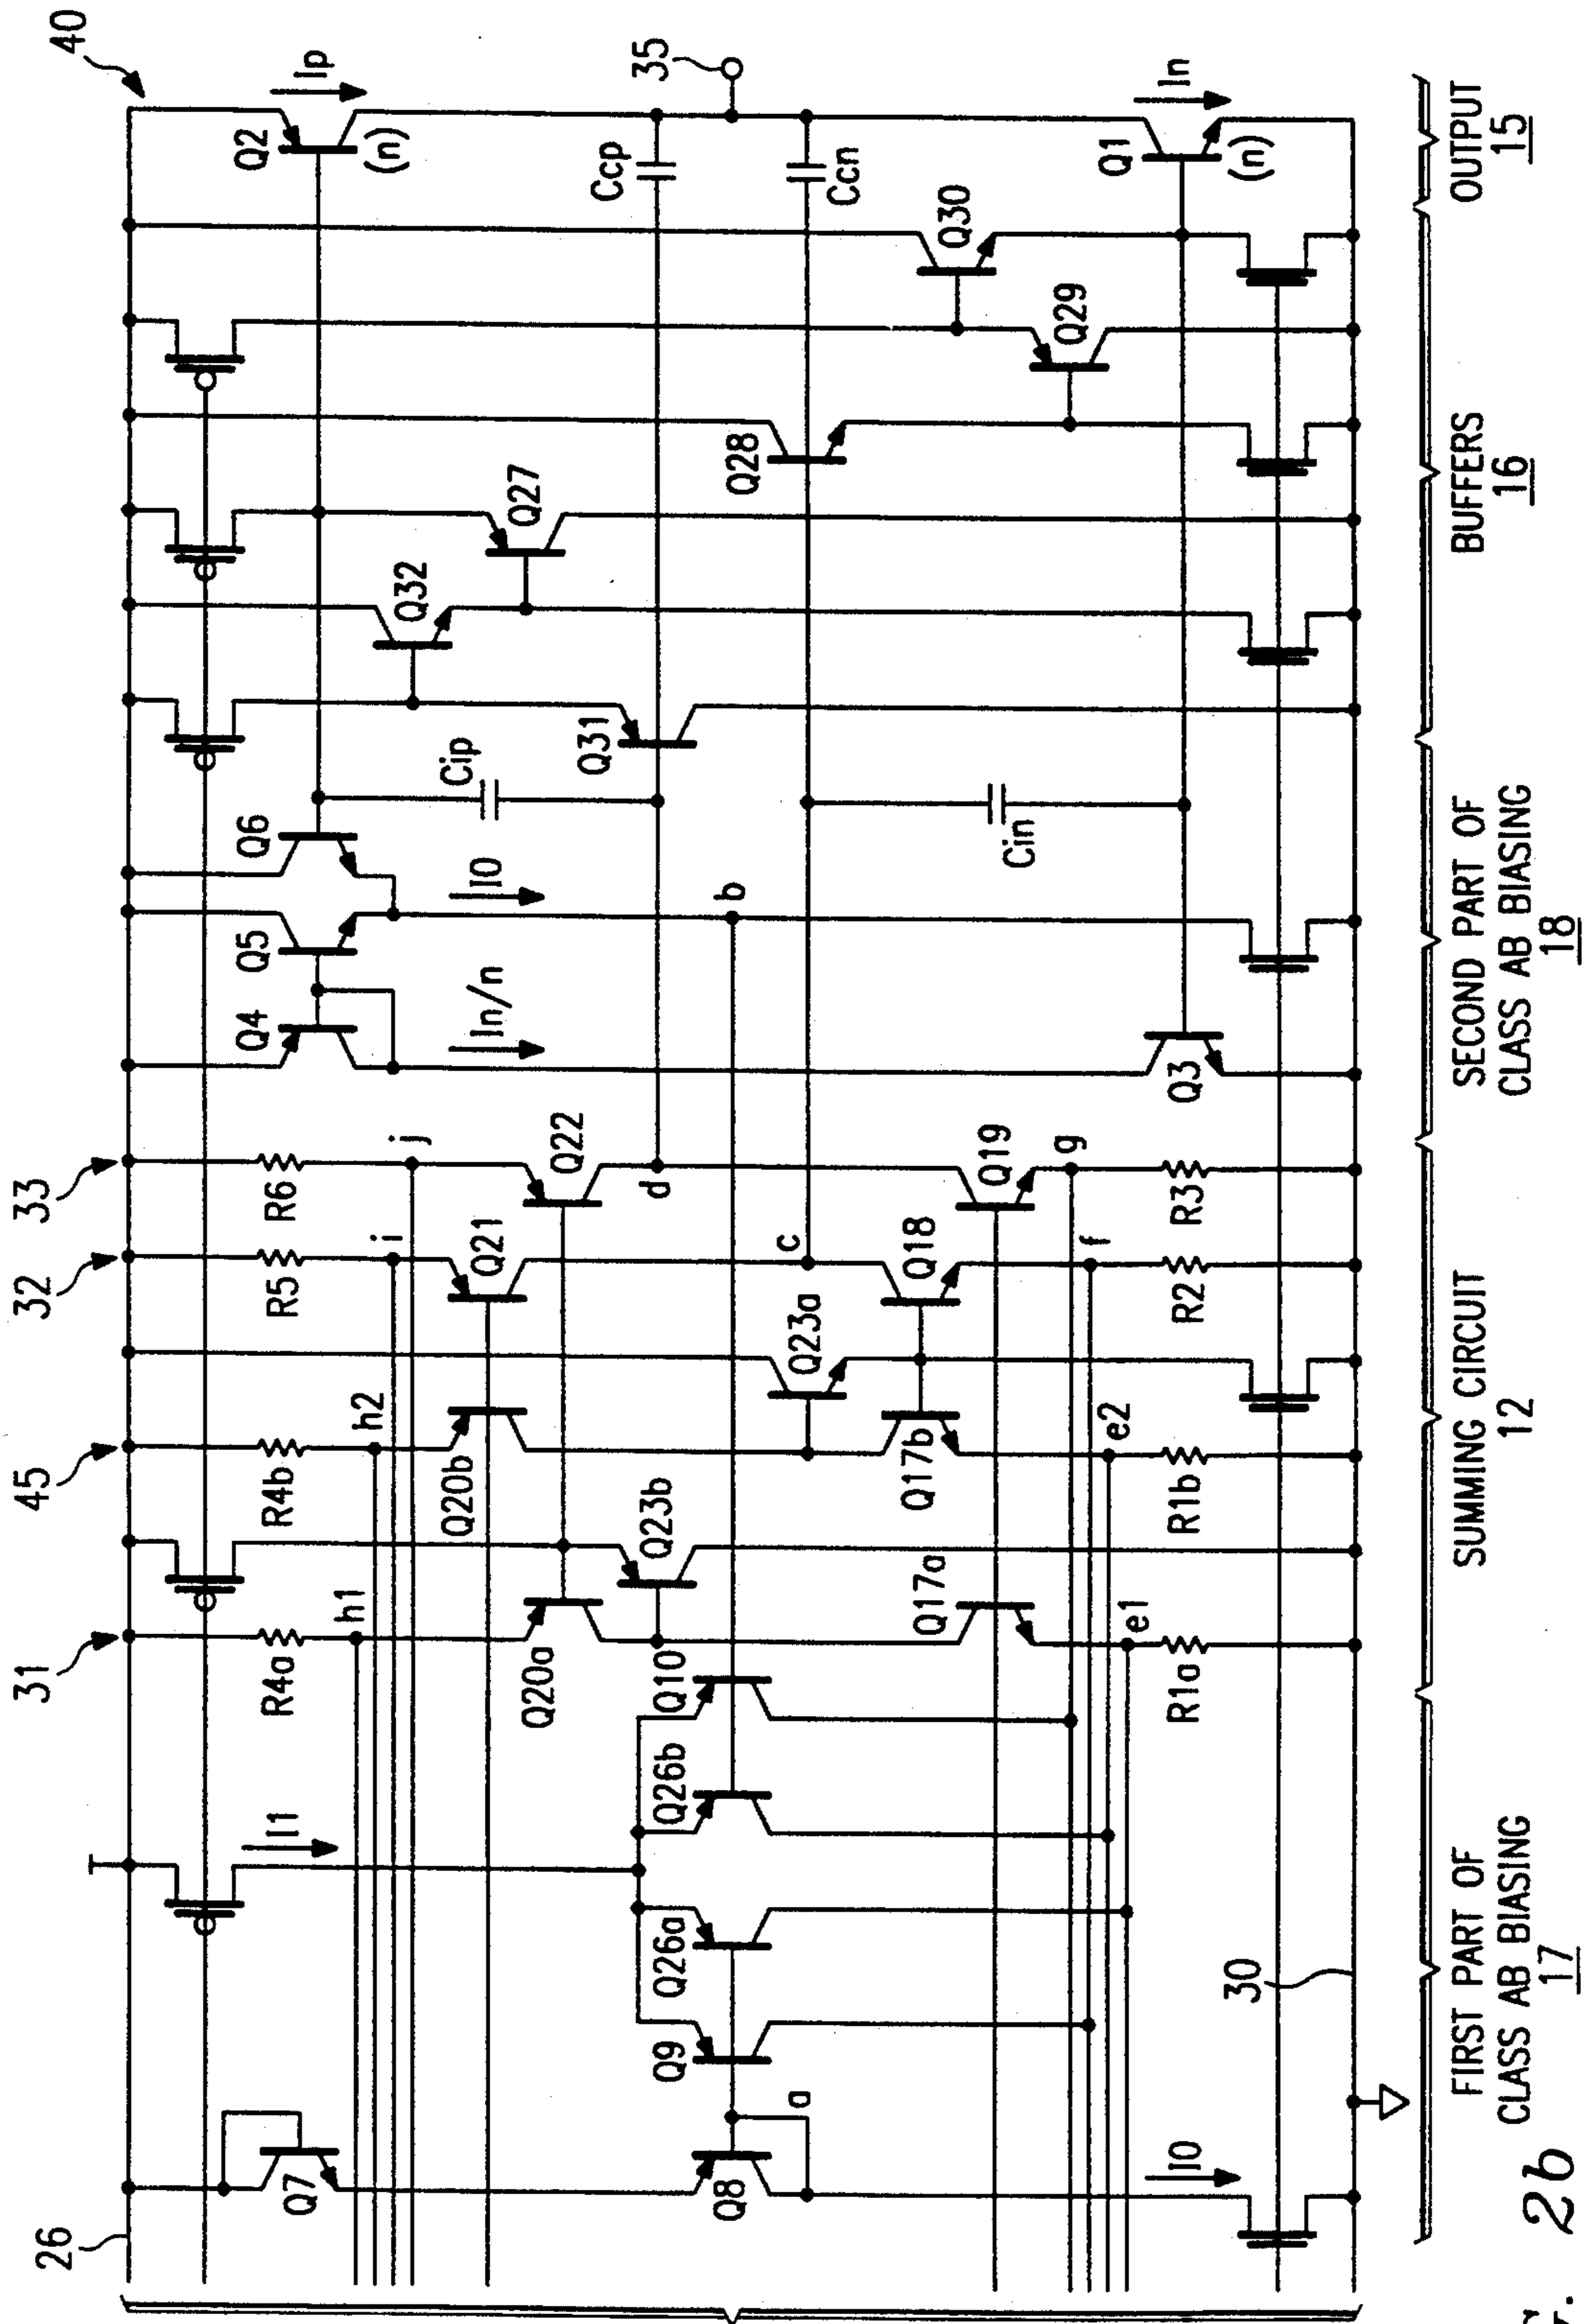 40
26
31
45
32
33
Q7
I1
R4a
h1
R4b
h2
R5
i
R6
j
Q4
Q5
Q6
In/n
I0
Cip
Q31
Q32
Q27
Q28
Q29
Q30
Q2
(n)
Ip
Ccp
35
Ccn
Q1
(n)
In
Q8
a
Q9
Q26a
Q26b
Q10
Q20a
Q23b
Q20b
Q21
Q22
d
c
b
Q23a
Q17a
Q17b
Q18
Q19
e1
e2
f
g
R1a
R1b
R2
R3
Q3
Cin
I0
30
FIRST PART OF
CLASS AB BIASING
17
SUMMING CIRCUIT
12
SECOND PART OF
CLASS AB BIASING
18
BUFFERS
16
OUTPUT
15
2b